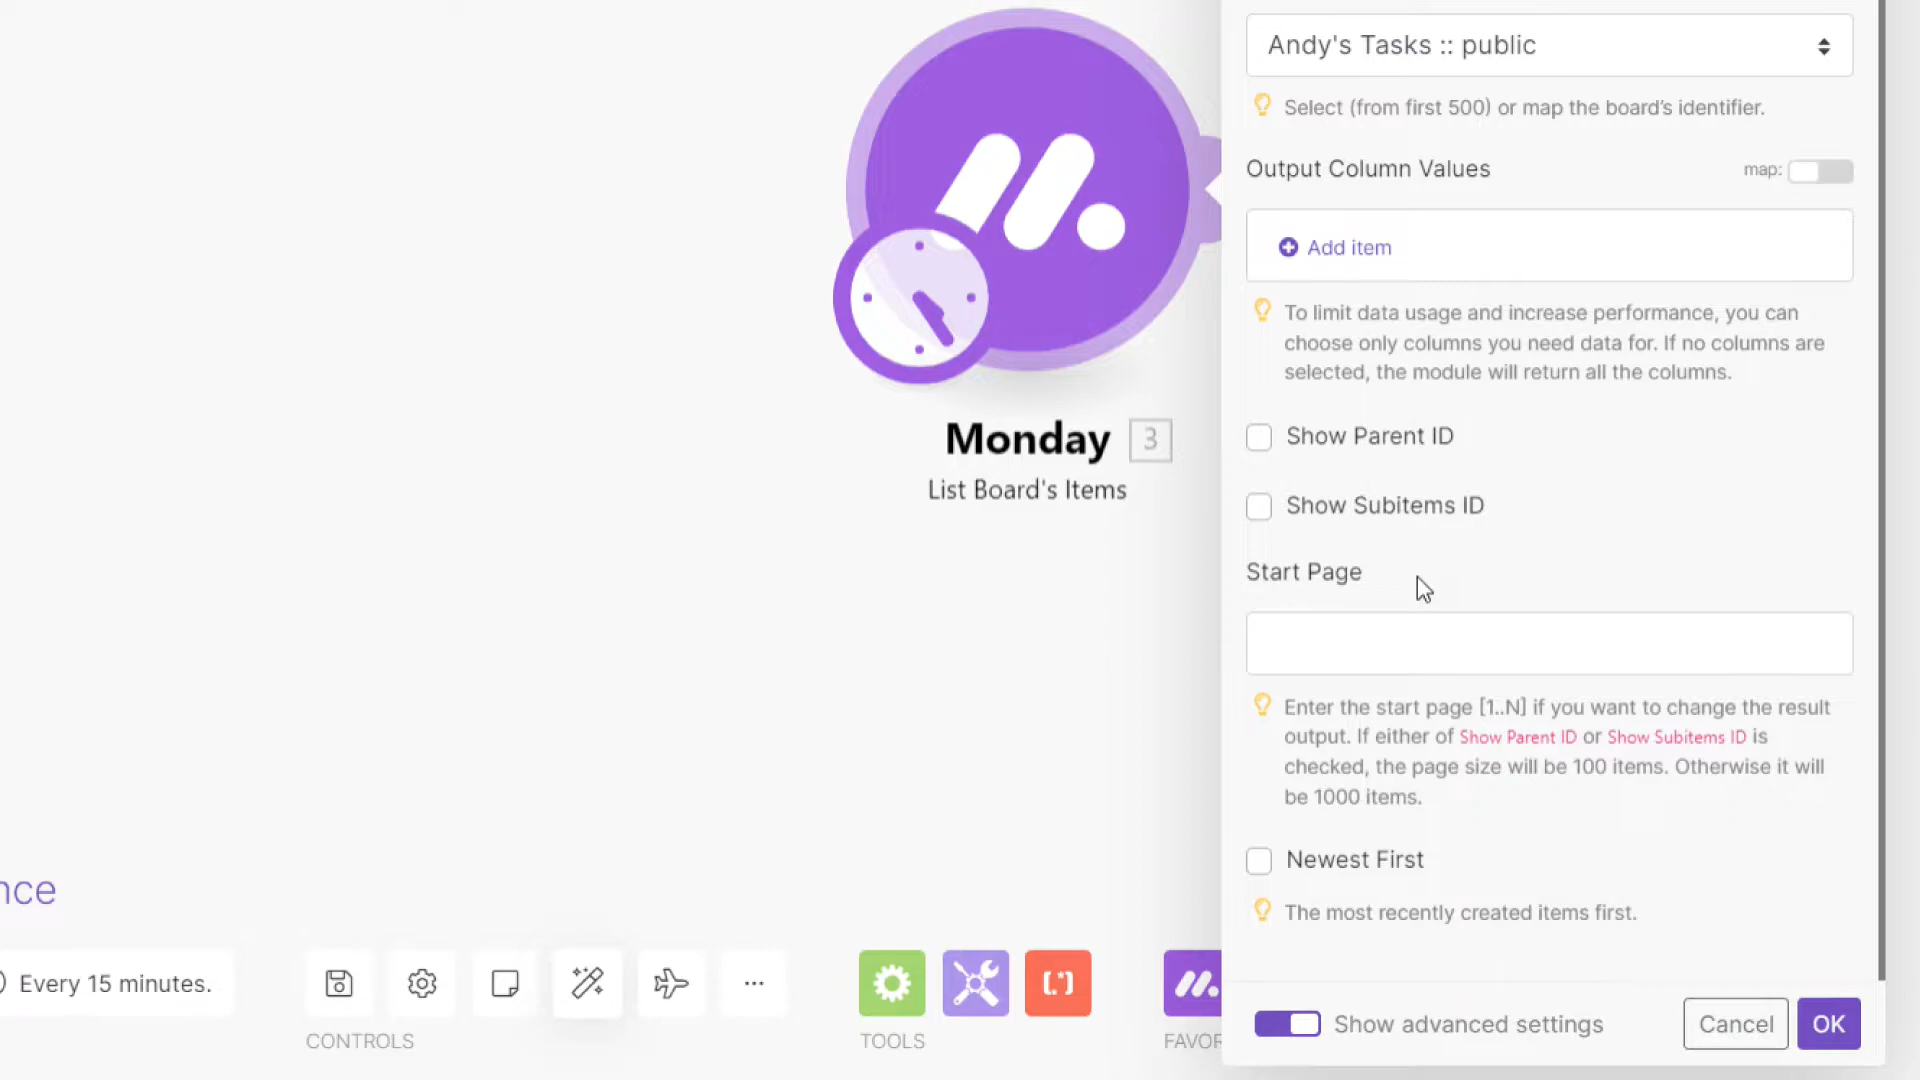 Andy's Tasks :: public
Select (from first 500) or map the board's identifier.
Output Column Values
map:
Add item
To limit data usage and increase performance, you can
choose only columns you need data for. If no columns are
selected, the module will return all the columns.
Show Parent ID
Show Subitems ID
Start Page
Enter the start page [1..N] if you want to change the result
output. If either of Show Parent ID or Show Subitems ID is
checked, the page size will be 100 items. Otherwise it will
be 1000 items.
Newest First
The most recently created items first.
Show advanced settings
Cancel
OK
Monday 3
List Board's Items
nce
Every 15 minutes.
CONTROLS
TOOLS
FAVOR